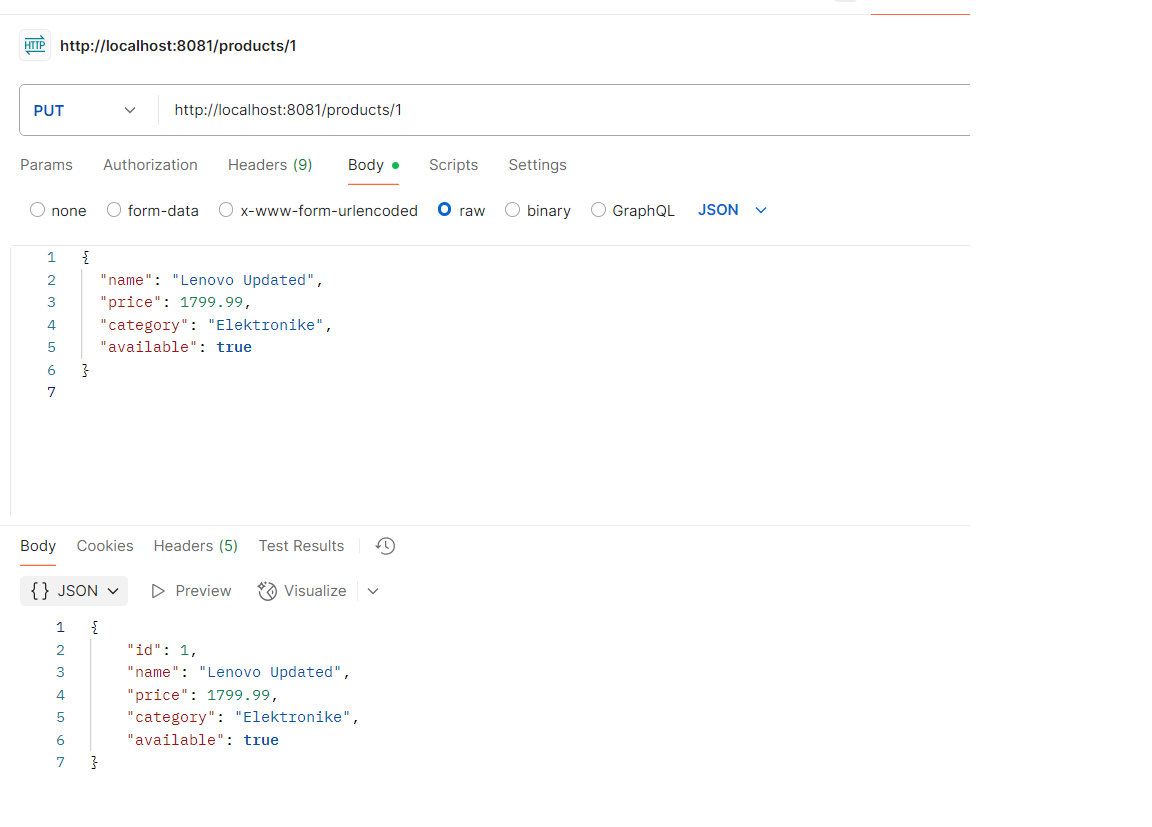 HTTP http://localhost:8081/products/1
PUT http://localhost:8081/products/1
Params Authorization Headers (9) Body Scripts Settings
none form-data x-www-form-urlencoded raw binary GraphQL JSON
1 {
2 "name": "Lenovo Updated",
3 "price": 1799.99,
4 "category": "Elektronike",
5 "available": true
6 }
7
Body Cookies Headers (5) Test Results
{} JSON Preview Visualize
1 {
2 "id": 1,
3 "name": "Lenovo Updated",
4 "price": 1799.99,
5 "category": "Elektronike",
6 "available": true
7 }